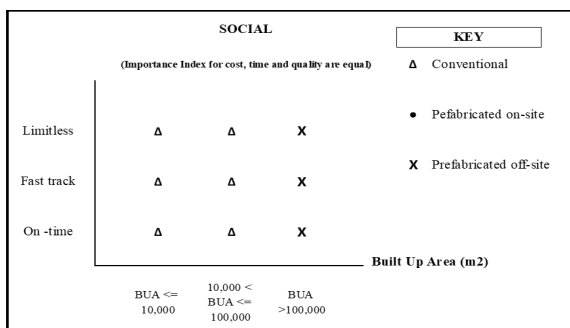 SOCIAL
(Importance Index for cost, time and quality are equal)
KEY
Δ Conventional
● Pefabricated on-site
X Prefabricated off-site
Limitless Δ Δ X
Fast track Δ Δ X
On -time Δ Δ X
Built Up Area (m2)
BUA <=
10,000
10,000 <
BUA <=
100,000
BUA
>100,000